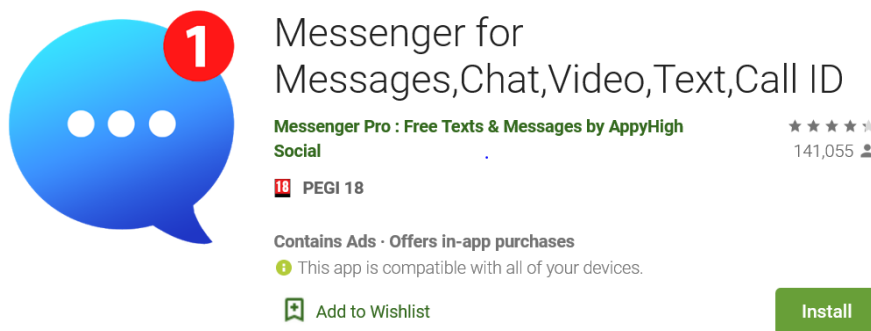 1
Messenger for
Messages,Chat,Video,Text,Call ID
Messenger Pro : Free Texts & Messages by AppyHigh
Social
141,055
18 PEGI 18
Contains Ads · Offers in-app purchases
This app is compatible with all of your devices.
Add to Wishlist
Install